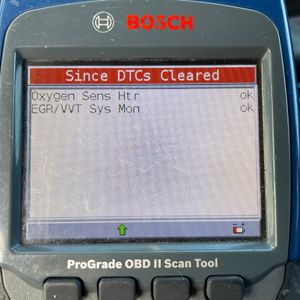 BOSCH
Since DTCs Cleared
Oxygen Sens Htr ok
EGR/VVT Sys Mon ok
ProGrade OBD II Scan Tool